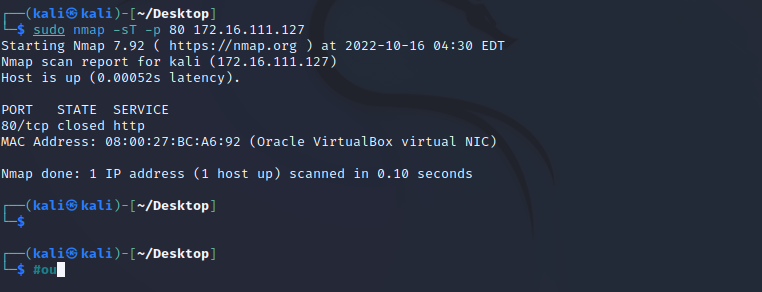 ┌──(kali㉿kali)-[~/Desktop]
└─$ sudo nmap -sT -p 80 172.16.111.127
Starting Nmap 7.92 ( https://nmap.org ) at 2022-10-16 04:30 EDT
Nmap scan report for kali (172.16.111.127)
Host is up (0.00052s latency).

PORT   STATE  SERVICE
80/tcp closed http
MAC Address: 08:00:27:BC:A6:92 (Oracle VirtualBox virtual NIC)

Nmap done: 1 IP address (1 host up) scanned in 0.10 seconds

┌──(kali㉿kali)-[~/Desktop]
└─$

┌──(kali㉿kali)-[~/Desktop]
└─$ #ou